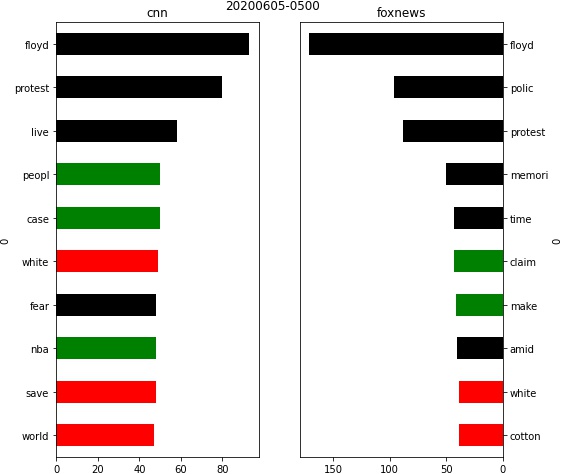 20200605-0500
cnn
foxnews
floyd
protest
live
peopl
case
white
fear
nba
save
world
0
0 20 40 60 80
floyd
polic
protest
memori
time
claim
make
amid
white
cotton
0
150 100 50 0